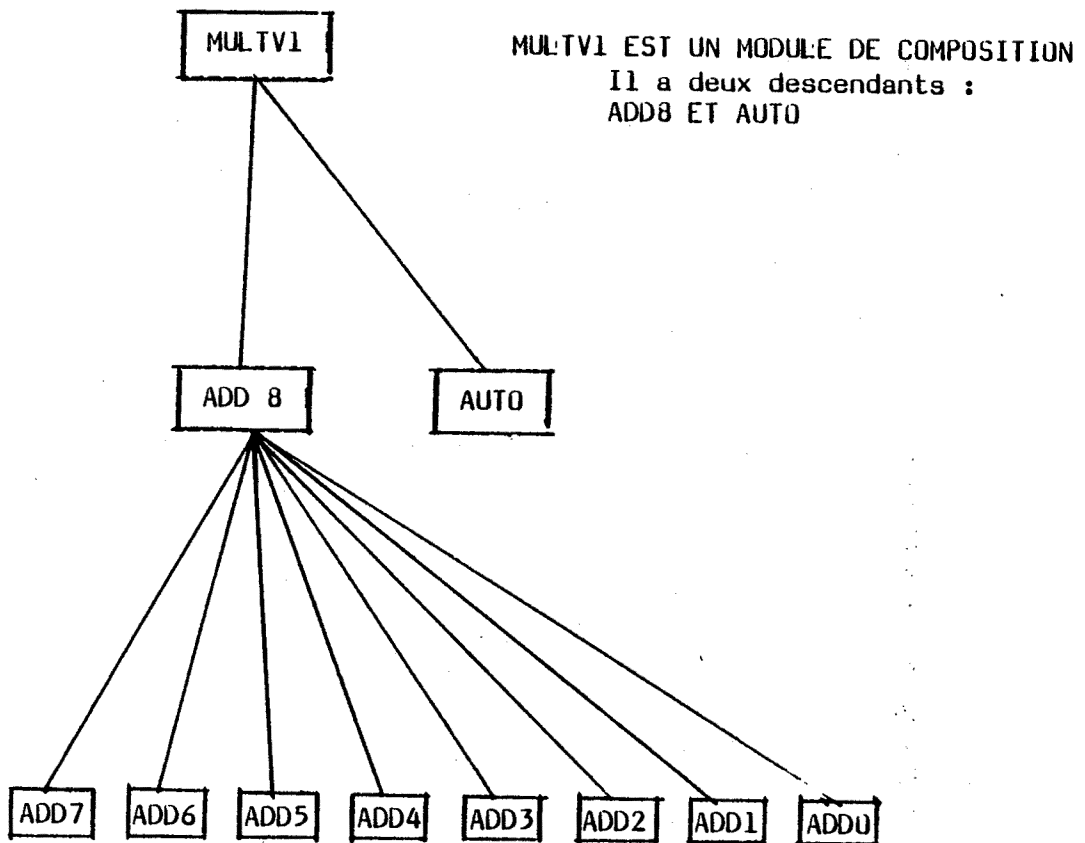 MULTV1
MULTV1 EST UN MODULE DE COMPOSITION
Il a deux descendants :
ADD8 ET AUTO
ADD 8
AUTO
ADD7
ADD6
ADD5
ADD4
ADD3
ADD2
ADD1
ADD0